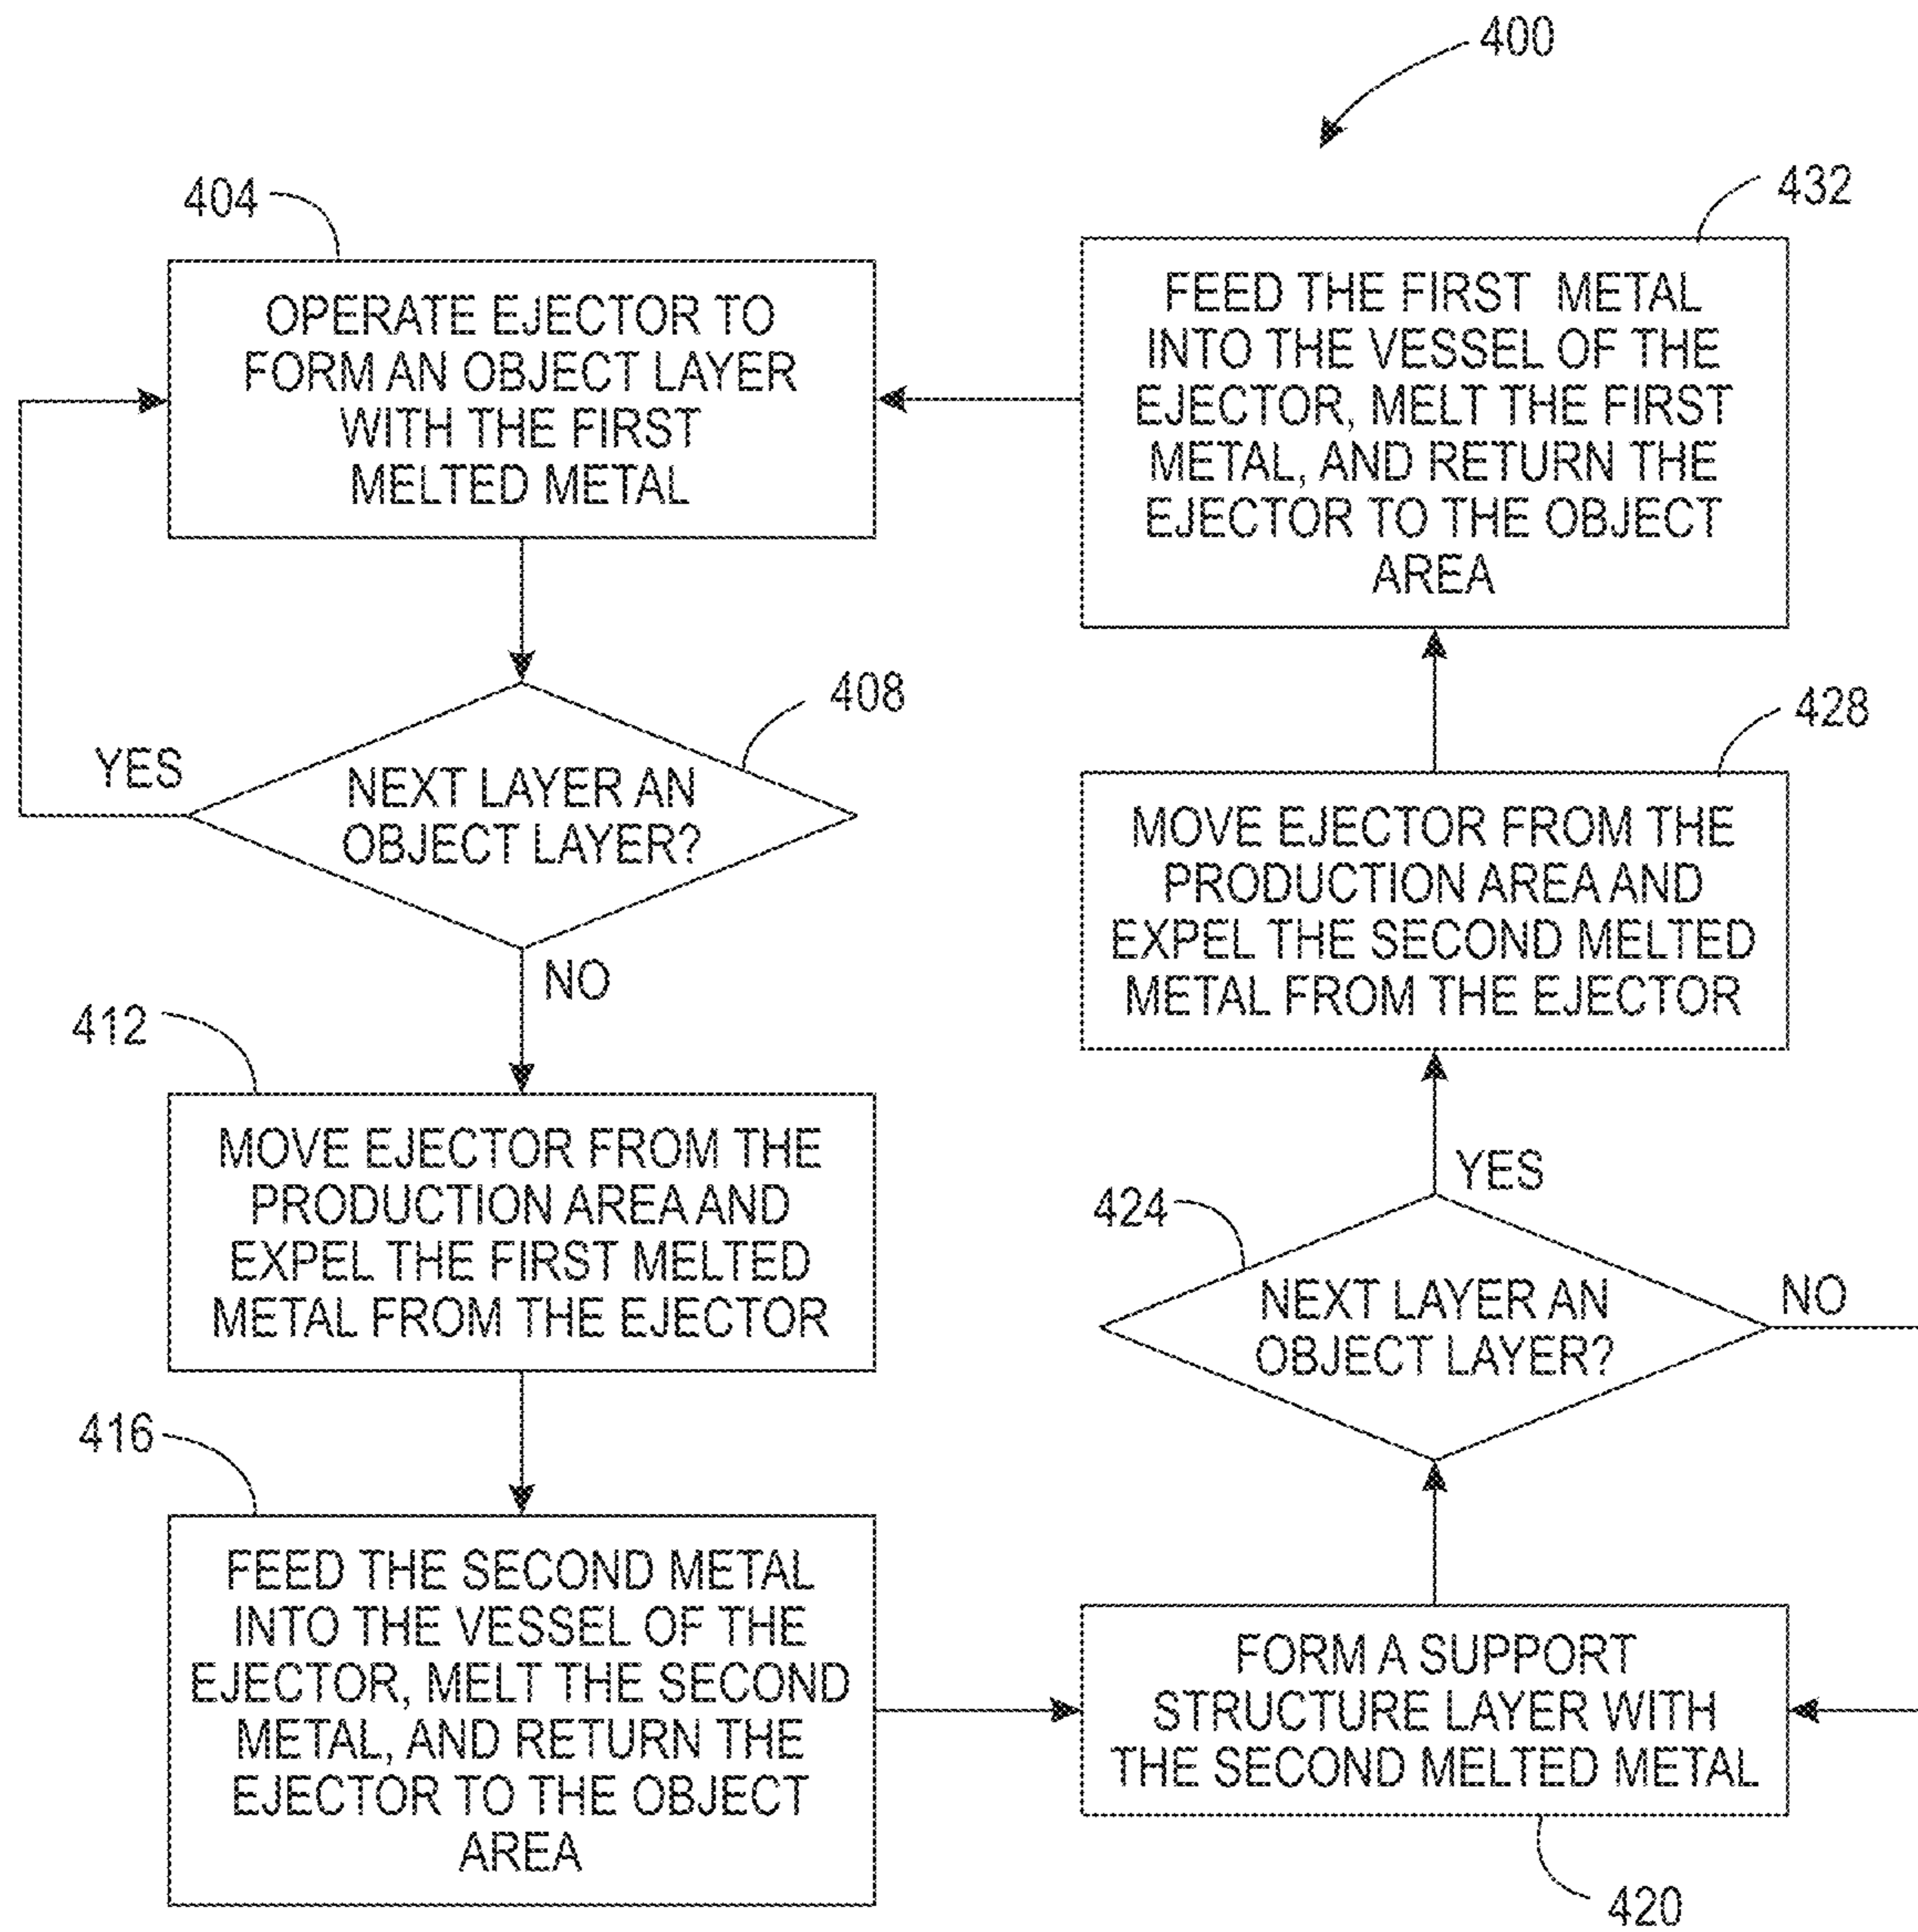 400
404
OPERATE EJECTOR TO
FORM AN OBJECT LAYER
WITH THE FIRST
MELTED METAL
408
YES
NEXT LAYER AN
OBJECT LAYER?
NO
412
MOVE EJECTOR FROM THE
PRODUCTION AREA AND
EXPEL THE FIRST MELTED
METAL FROM THE EJECTOR
416
FEED THE SECOND METAL
INTO THE VESSEL OF THE
EJECTOR, MELT THE SECOND
METAL, AND RETURN THE
EJECTOR TO THE OBJECT
AREA
FORM A SUPPORT
STRUCTURE LAYER WITH
THE SECOND MELTED METAL
420
424
NEXT LAYER AN
OBJECT LAYER?
NO
YES
428
MOVE EJECTOR FROM THE
PRODUCTION AREA AND
EXPEL THE SECOND MELTED
METAL FROM THE EJECTOR
432
FEED THE FIRST METAL
INTO THE VESSEL OF THE
EJECTOR, MELT THE FIRST
METAL, AND RETURN THE
EJECTOR TO THE OBJECT
AREA